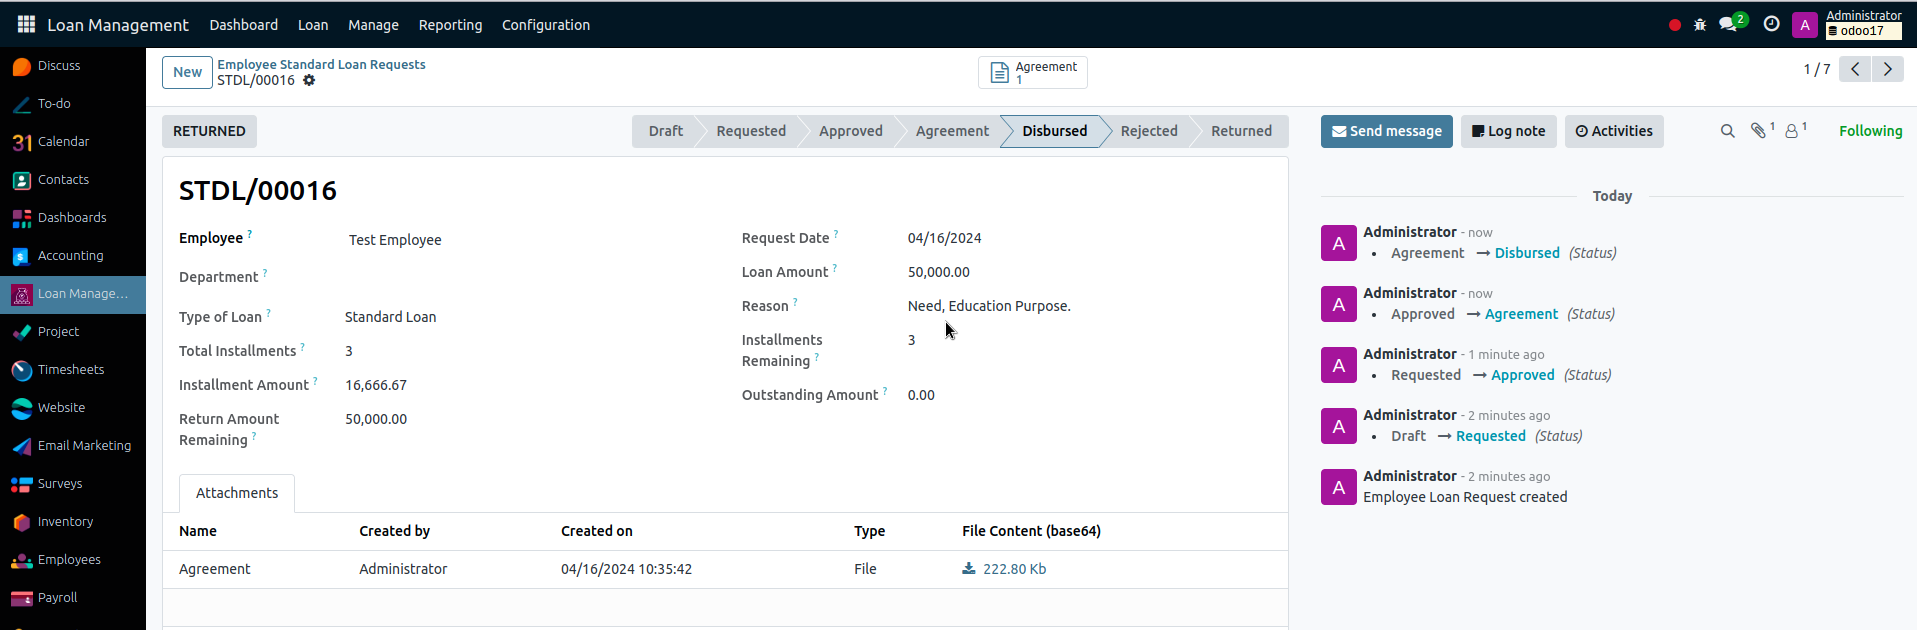 Loan Management Dashboard Loan Manage Reporting Configuration 2 A Administrator
odoo17
Discuss
To-do
31 Calendar
Contacts
Dashboards
Accounting
Loan Manage...
Project
Timesheets
Website
Email Marketing
Surveys
Inventory
Employees
Payroll
New Employee Standard Loan Requests
STDL/00016
Agreement
1
1 / 7
RETURNED Draft Requested Approved Agreement Disbursed Rejected Returned
STDL/00016
Employee ? Test Employee
Department ?
Type of Loan ? Standard Loan
Total Installments ? 3
Installment Amount ? 16,666.67
Return Amount
Remaining ? 50,000.00
Request Date ? 04/16/2024
Loan Amount ? 50,000.00
Reason ? Need, Education Purpose.
Installments
Remaining ? 3
Outstanding Amount ? 0.00
Attachments
Name Created by Created on Type File Content (base64)
Agreement Administrator 04/16/2024 10:35:42 File 222.80 Kb
Send message Log note Activities 1 1 Following
Today
A Administrator - now
• Agreement → Disbursed (Status)
A Administrator - now
• Approved → Agreement (Status)
A Administrator - 1 minute ago
• Requested → Approved (Status)
A Administrator - 2 minutes ago
• Draft → Requested (Status)
A Administrator - 2 minutes ago
Employee Loan Request created